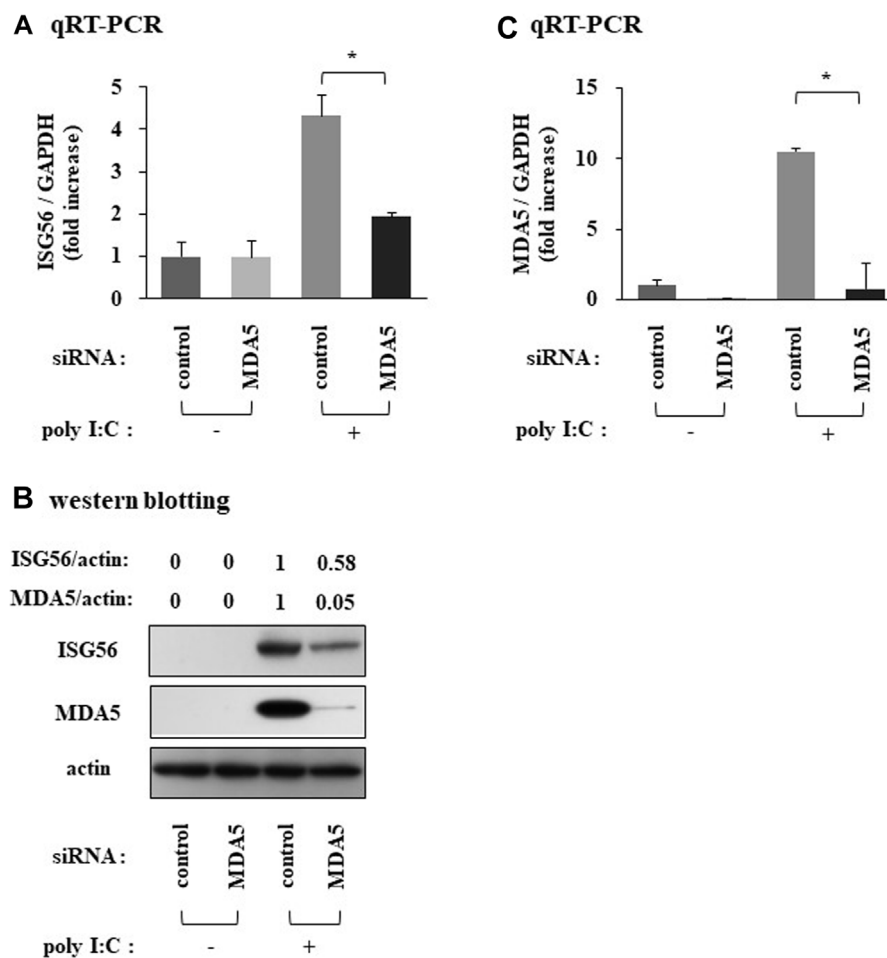 A qRT-PCR
*
ISG56 / GAPDH
(fold increase)
5
4
3
2
1
0
siRNA :
control
MDA5
control
MDA5
poly I:C :
-
+
C qRT-PCR
*
MDA5 / GAPDH
(fold increase)
15
10
5
0
siRNA :
control
MDA5
control
MDA5
poly I:C :
-
+
B western blotting
ISG56/actin: 0 0 1 0.58
MDA5/actin: 0 0 1 0.05
ISG56
MDA5
actin
siRNA :
control
MDA5
control
MDA5
poly I:C :
-
+